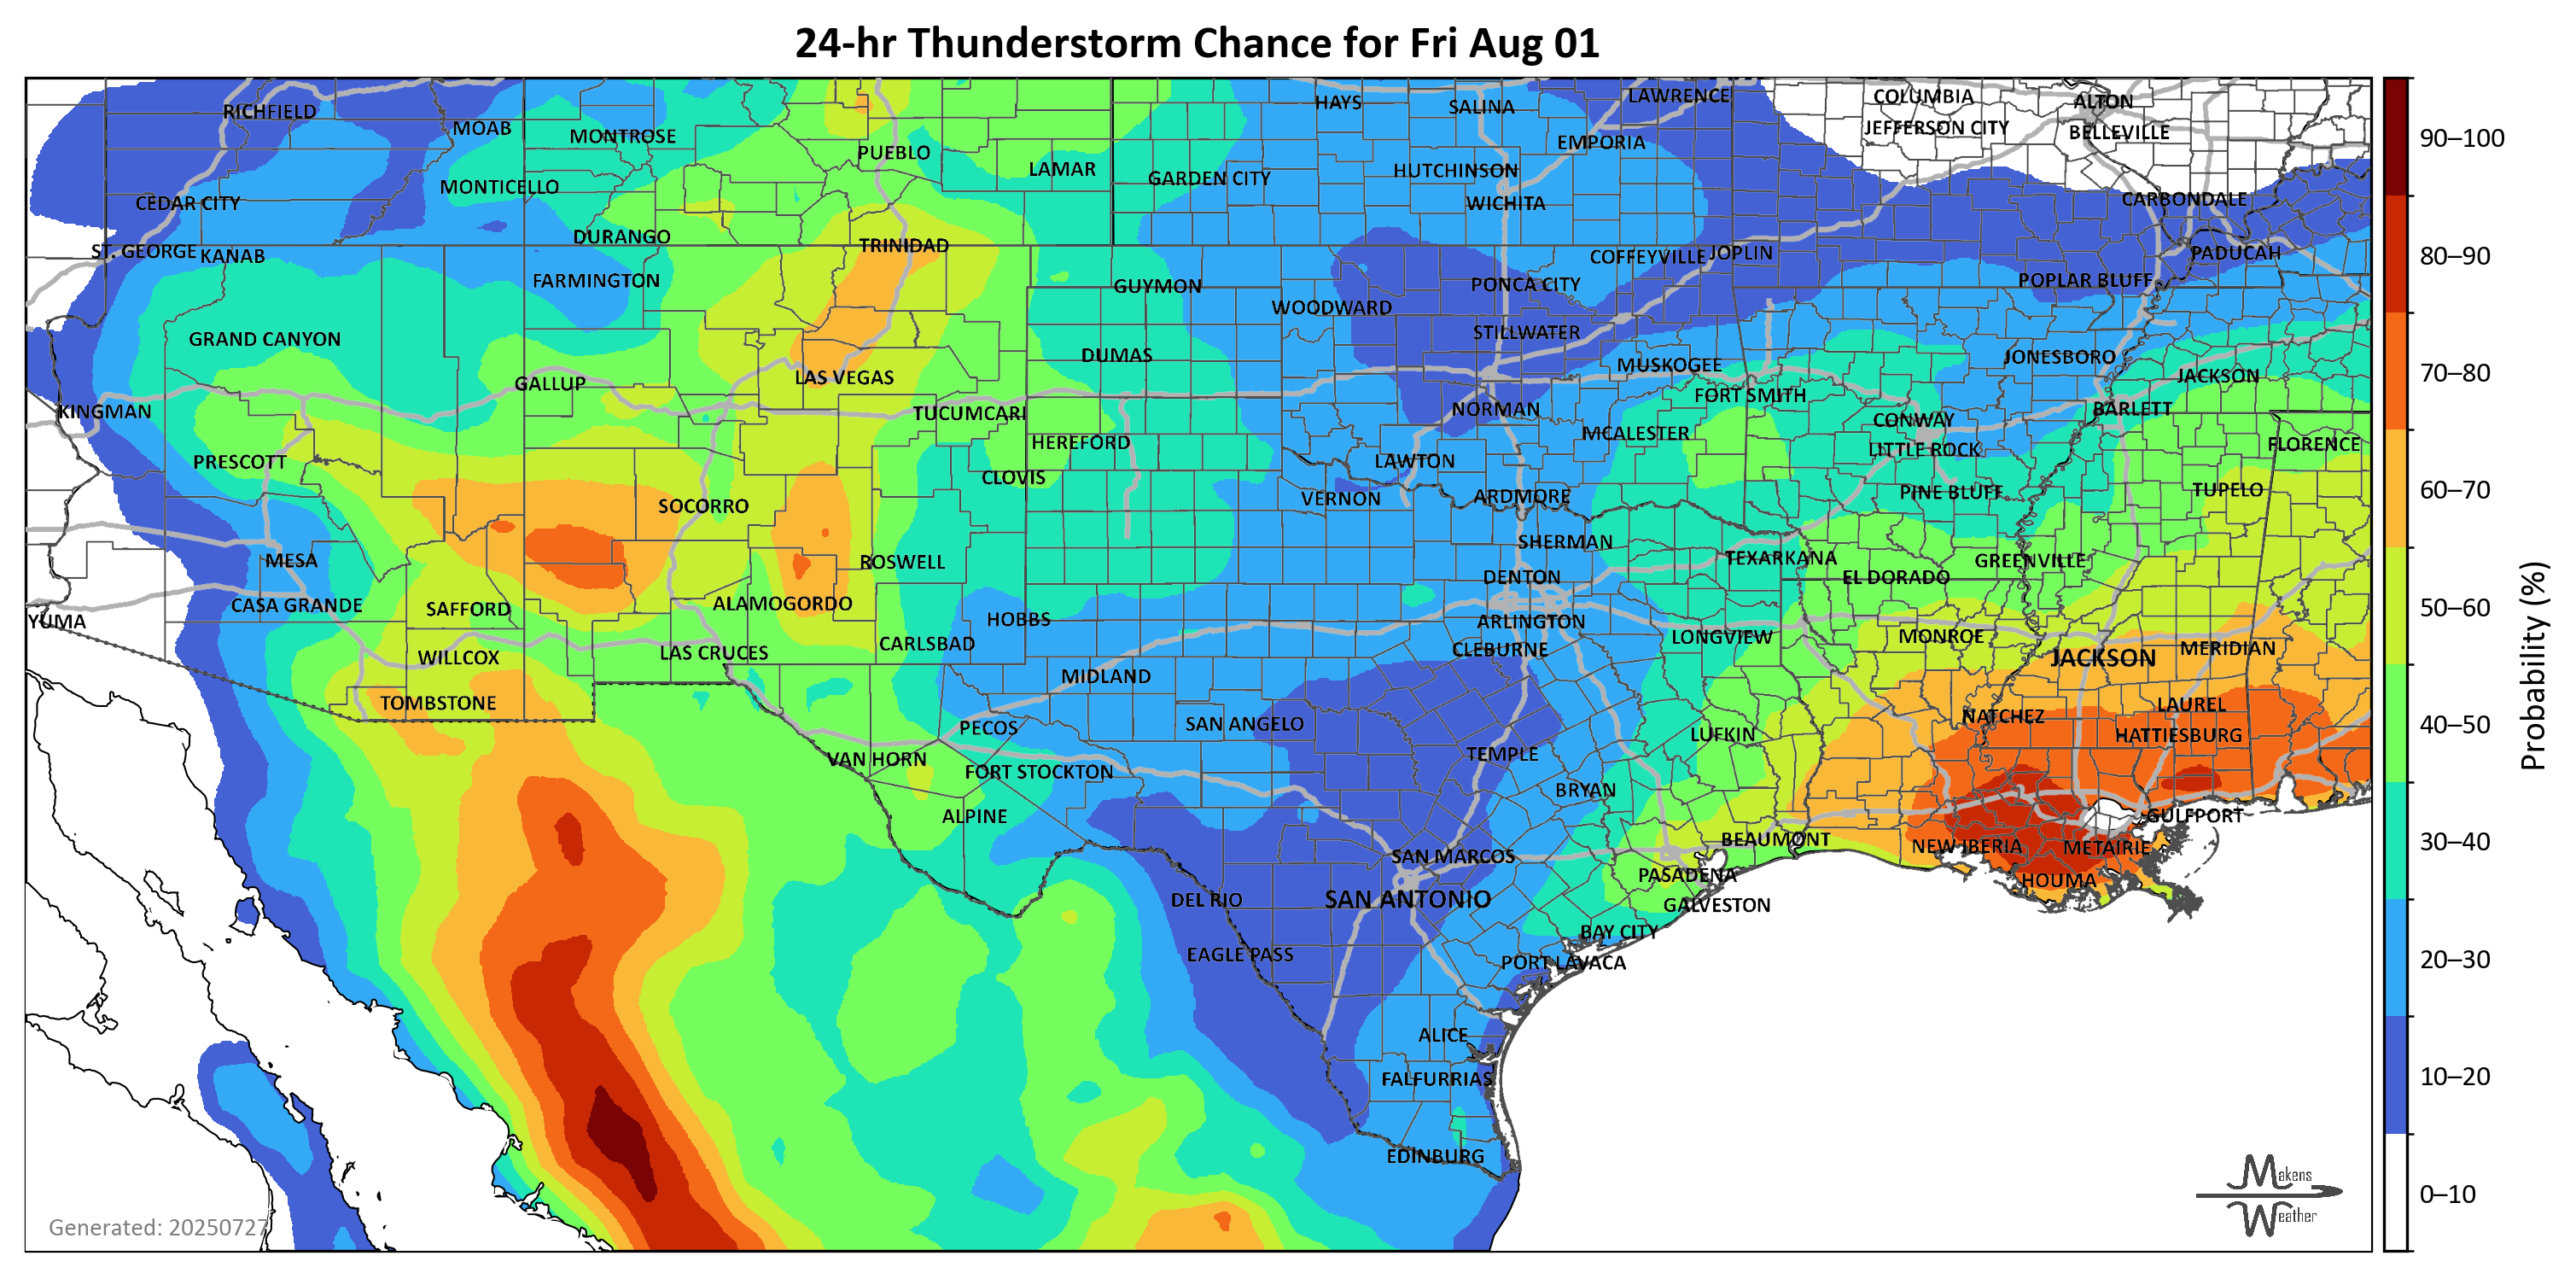 24-hr Thunderstorm Chance for Fri Aug 01
RICHFIELD
MOAB
MONTROSE
PUEBLO
LAMAR
HAYS
SALINA
LAWRENCE
COLUMBIA
ALTON
JEFFERSON CITY
BELLEVILLE
EMPORIA
HUTCHINSON
GARDEN CITY
MONTICELLO
CEDAR CITY
WICHITA
CARBONDALE
DURANGO
TRINIDAD
ST. GEORGE
KANAB
COFFEYVILLE
JOPLIN
PADUCAH
FARMINGTON
GUYMON
PONCA CITY
POPLAR BLUFF
WOODWARD
GRAND CANYON
STILLWATER
DUMAS
MUSKOGEE
JONESBORO
JACKSON
GALLUP
LAS VEGAS
FORT SMITH
KINGMAN
TUCUMCARI
NORMAN
BARLETT
CONWAY
HEREFORD
MCALESTER
LITTLE ROCK
FLORENCE
PRESCOTT
CLOVIS
LAWTON
SOCORRO
VERNON
ARDMORE
PINE BLUFF
TUPELO
MESA
ROSWELL
SHERMAN
TEXARKANA
GREENVILLE
DENTON
EL DORADO
CASA GRANDE
SAFFORD
ALAMOGORDO
HOBBS
YUMA
ARLINGTON
CARLSBAD
CLEBURNE
LONGVIEW
MONROE
WILLCOX
LAS CRUCES
JACKSON
MERIDIAN
MIDLAND
TOMBSTONE
PECOS
SAN ANGELO
NATCHEZ
LAUREL
LUFKIN
HATTIESBURG
VAN HORN
TEMPLE
FORT STOCKTON
BRYAN
ALPINE
GULFPORT
BEAUMONT
SAN MARCOS
NEW IBERIA
METAIRIE
PASADENA
HOUMA
DEL RIO
SAN ANTONIO
GALVESTON
BAY CITY
EAGLE PASS
PORT LAVACA
ALICE
FALFURRIAS
EDINBURG
Generated: 20250727
Makens
Weather
90–100
80–90
70–80
60–70
50–60
40–50
30–40
20–30
10–20
0–10
Probability (%)